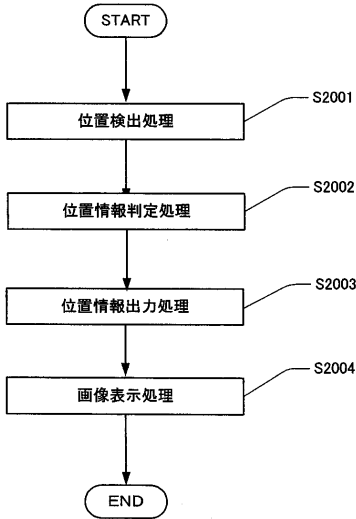 START
位置検出処理
S2001
位置情報判定処理
S2002
位置情報出力処理
S2003
画像表示処理
S2004
END